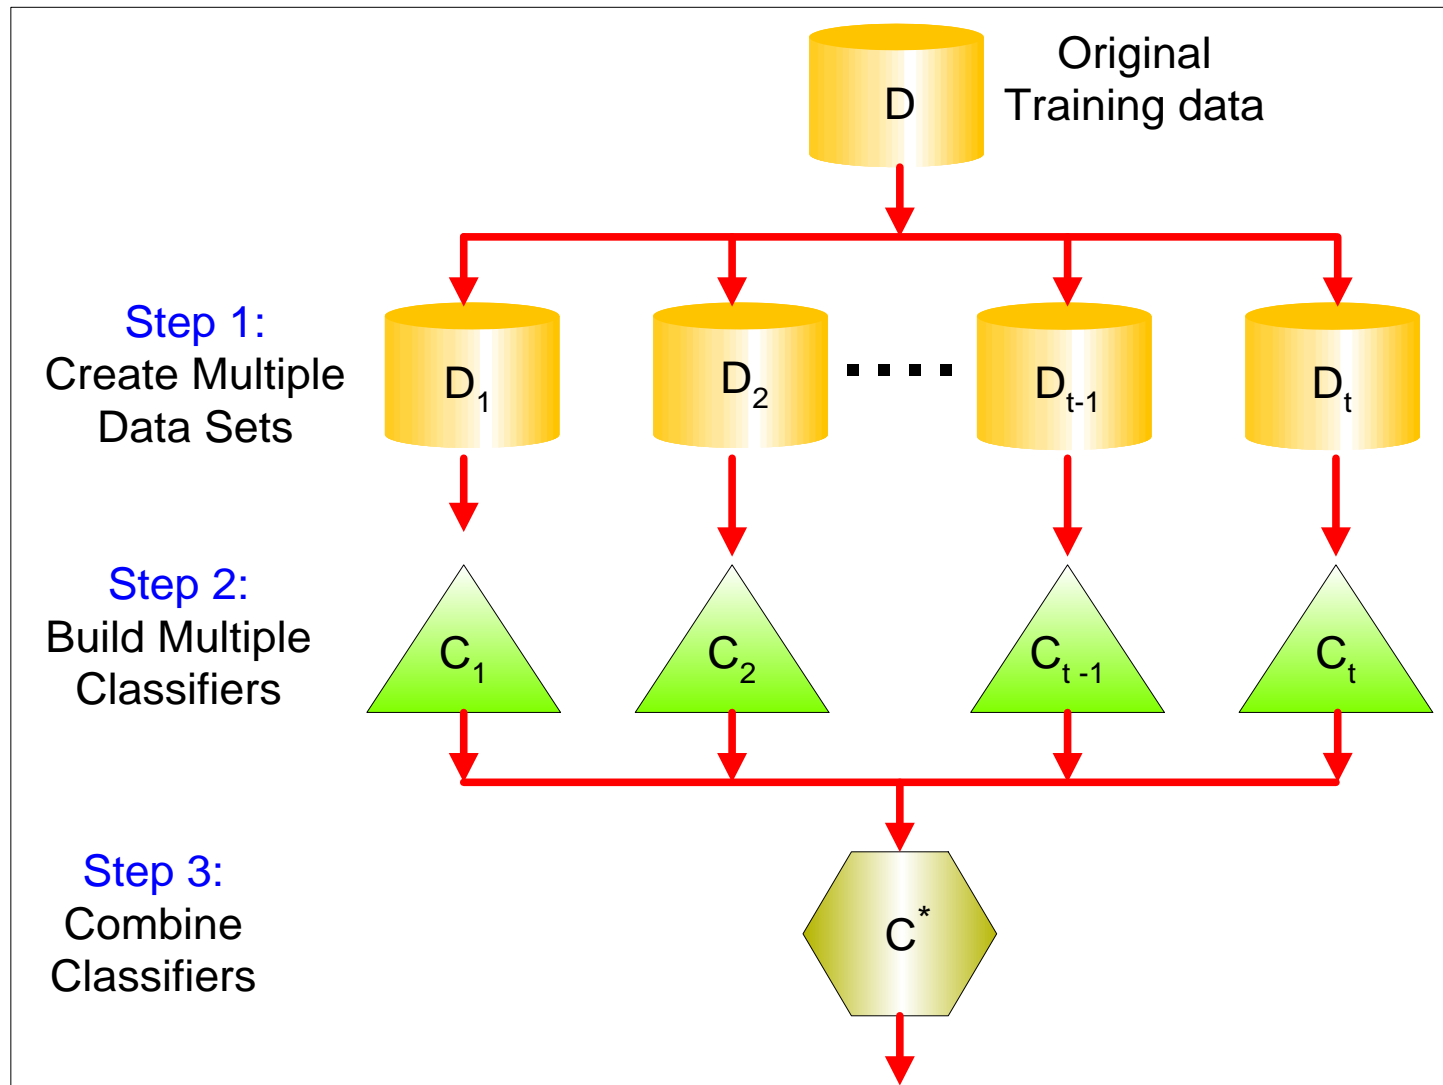 D
Original
Training data
Step 1:
Create Multiple
Data Sets
D₁
D₂
Dₜ₋₁
Dₜ
Step 2:
Build Multiple
Classifiers
C₁
C₂
Cₜ ₋₁
Cₜ
Step 3:
Combine
Classifiers
C*